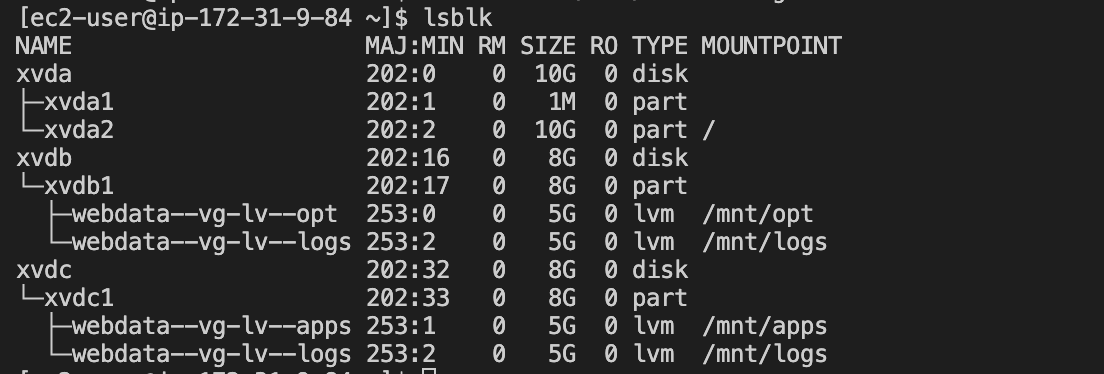 [ec2-user@ip-172-31-9-84 ~]$ lsblk
NAME                     MAJ:MIN RM SIZE RO TYPE MOUNTPOINT
xvda                     202:0    0  10G  0 disk
├─xvda1                  202:1    0   1M  0 part
└─xvda2                  202:2    0  10G  0 part /
xvdb                     202:16   0   8G  0 disk
└─xvdb1                  202:17   0   8G  0 part
  ├─webdata--vg-lv--opt  253:0    0   5G  0 lvm  /mnt/opt
  └─webdata--vg-lv--logs 253:2    0   5G  0 lvm  /mnt/logs
xvdc                     202:32   0   8G  0 disk
└─xvdc1                  202:33   0   8G  0 part
  ├─webdata--vg-lv--apps 253:1    0   5G  0 lvm  /mnt/apps
  └─webdata--vg-lv--logs 253:2    0   5G  0 lvm  /mnt/logs